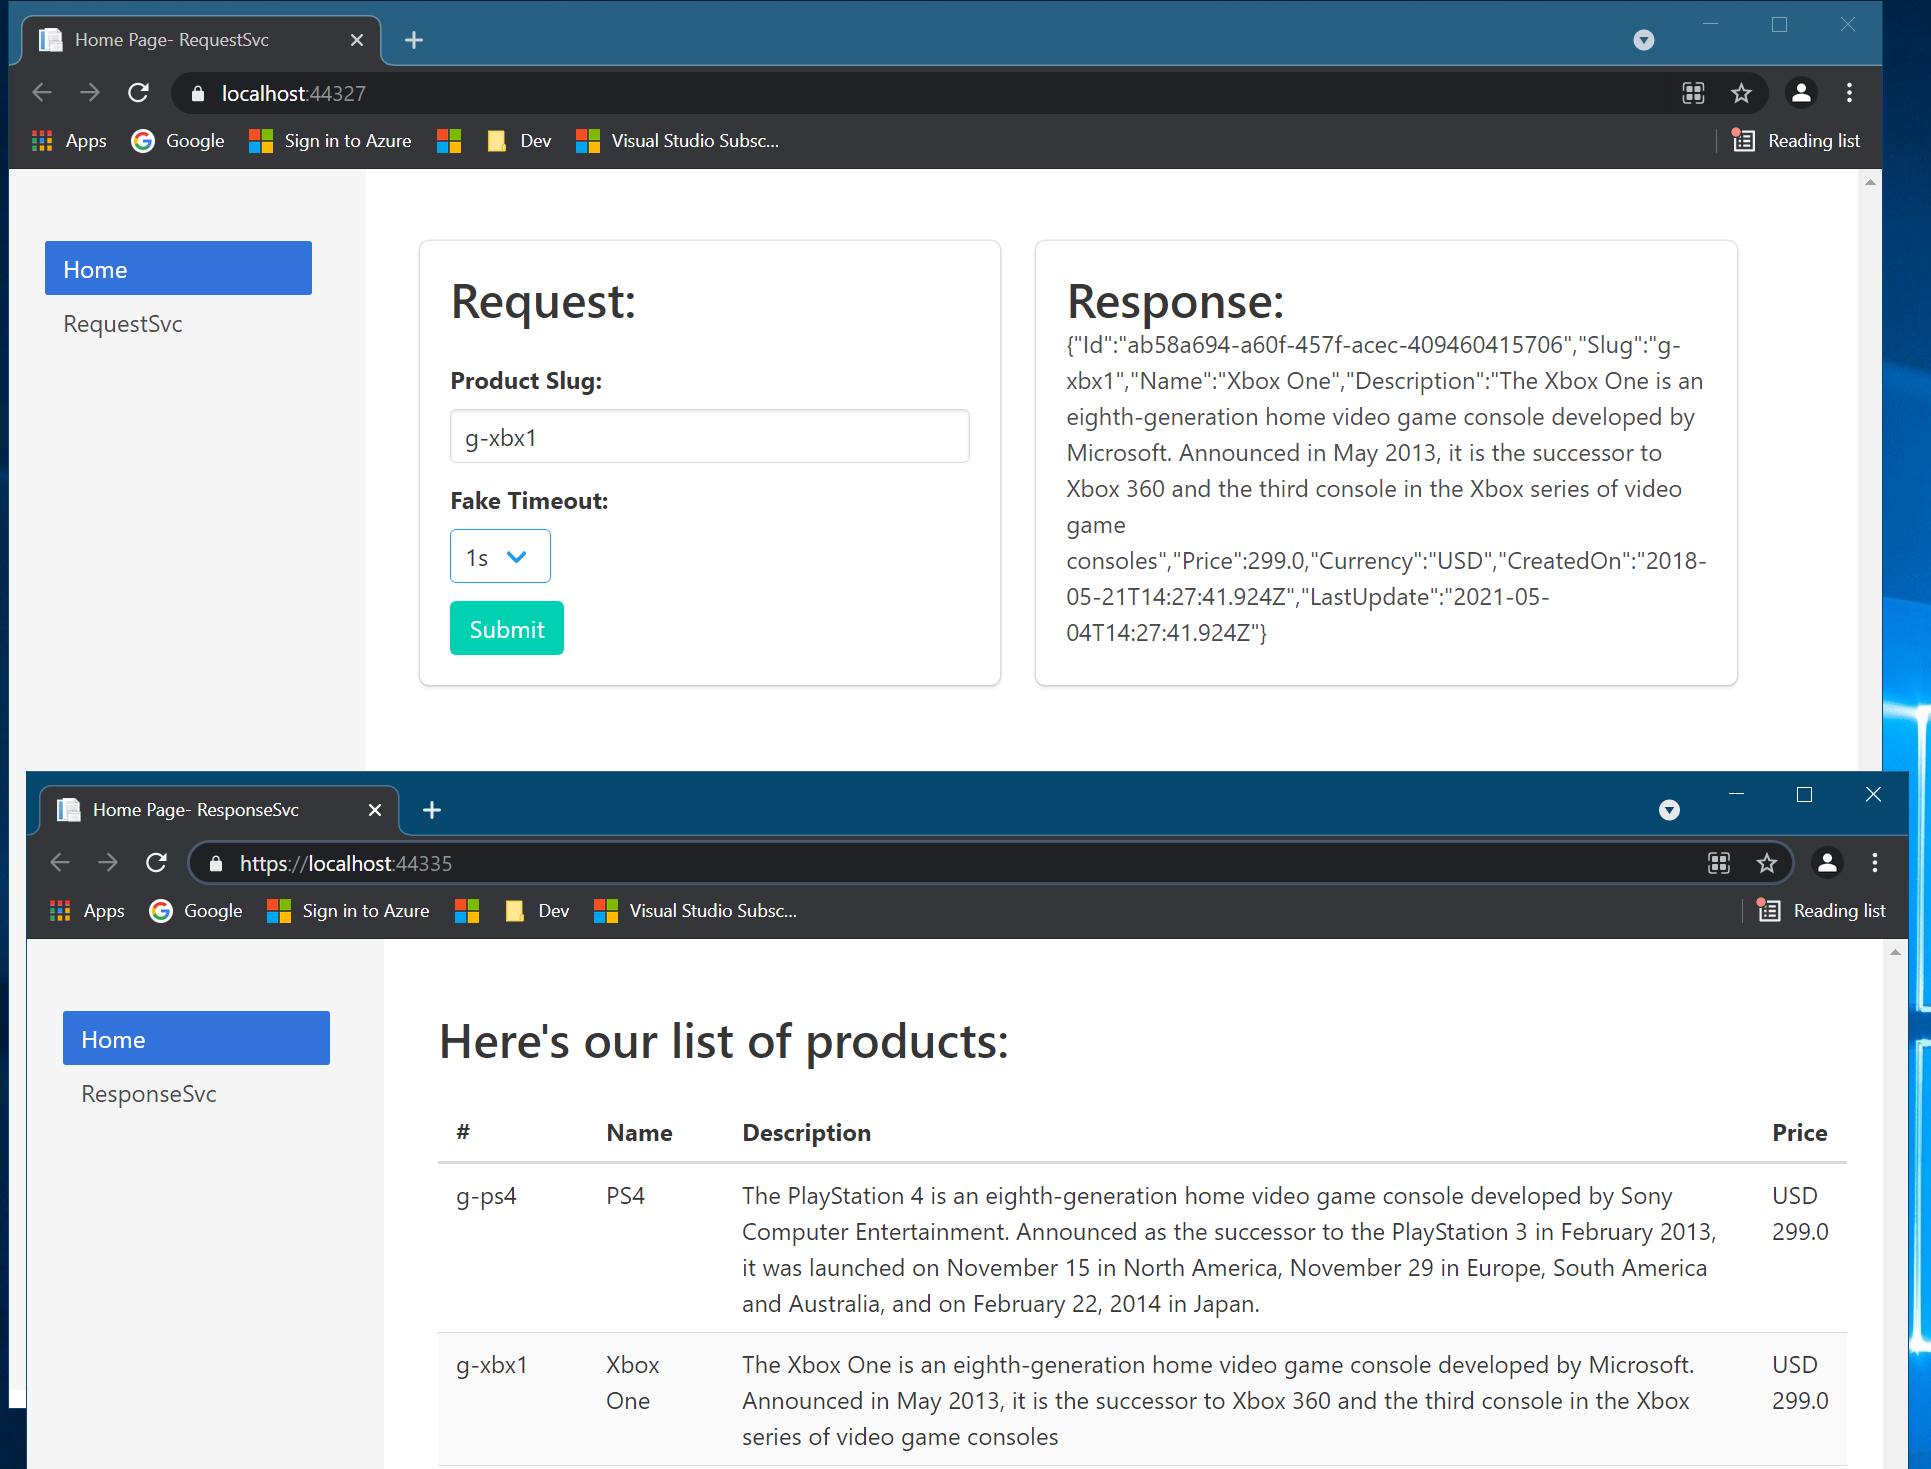 Home Page- RequestSvc
localhost:44327
Apps
Google
Sign in to Azure
Dev
Visual Studio Subsc...
Reading list
Home
RequestSvc
Request:
Product Slug:
g-xbx1
Fake Timeout:
1s
Submit
Response:
{"Id":"ab58a694-a60f-457f-acec-409460415706","Slug":"g-
xbx1","Name":"Xbox One","Description":"The Xbox One is an
eighth-generation home video game console developed by
Microsoft. Announced in May 2013, it is the successor to
Xbox 360 and the third console in the Xbox series of video
game
consoles","Price":299.0,"Currency":"USD","CreatedOn":"2018-
05-21T14:27:41.924Z","LastUpdate":"2021-05-
04T14:27:41.924Z"}
Home Page- ResponseSvc
https://localhost:44335
Apps
Google
Sign in to Azure
Dev
Visual Studio Subsc...
Reading list
Home
ResponseSvc
Here's our list of products:
# Name Description Price
g-ps4 PS4 The PlayStation 4 is an eighth-generation home video game console developed by Sony USD
Computer Entertainment. Announced as the successor to the PlayStation 3 in February 2013, 299.0
it was launched on November 15 in North America, November 29 in Europe, South America
and Australia, and on February 22, 2014 in Japan.
g-xbx1 Xbox The Xbox One is an eighth-generation home video game console developed by Microsoft. USD
One Announced in May 2013, it is the successor to Xbox 360 and the third console in the Xbox 299.0
series of video game consoles